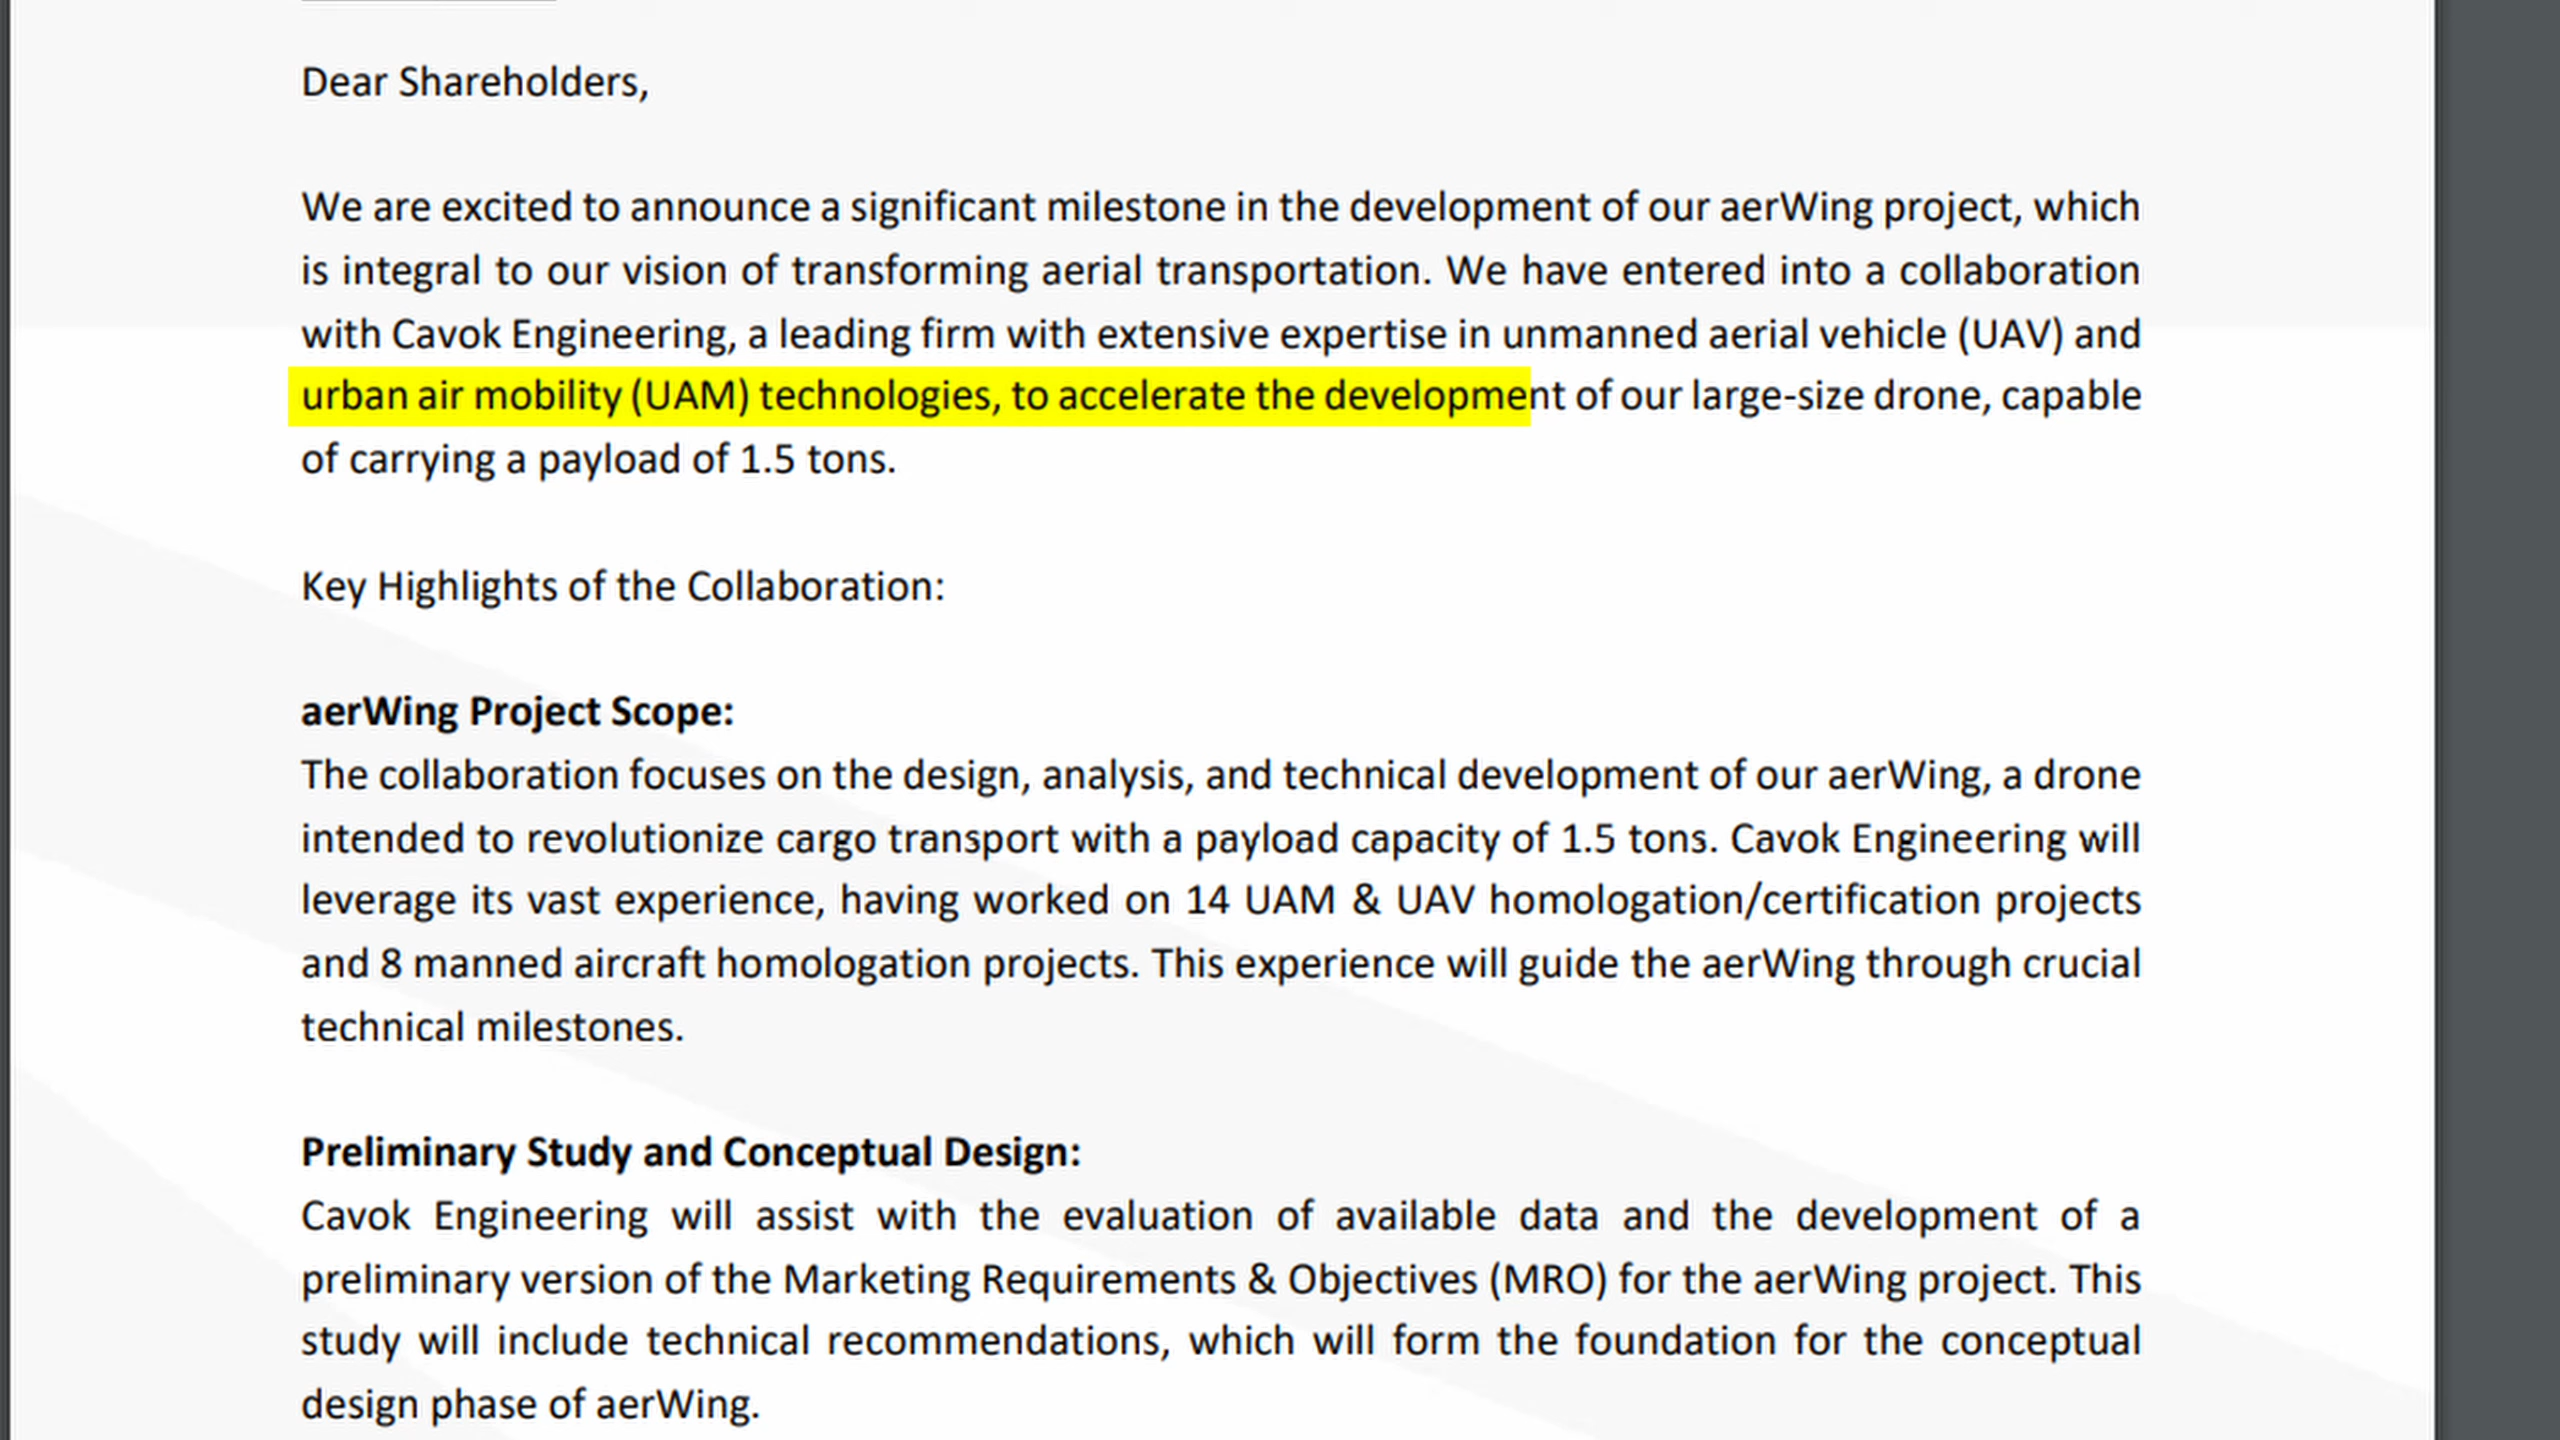 Dear Shareholders,
We are excited to announce a significant milestone in the development of our aerWing project, which
is integral to our vision of transforming aerial transportation. We have entered into a collaboration
with Cavok Engineering, a leading firm with extensive expertise in unmanned aerial vehicle (UAV) and
urban air mobility (UAM) technologies, to accelerate the development of our large-size drone, capable
of carrying a payload of 1.5 tons.
Key Highlights of the Collaboration:
aerWing Project Scope:
The collaboration focuses on the design, analysis, and technical development of our aerWing, a drone
intended to revolutionize cargo transport with a payload capacity of 1.5 tons. Cavok Engineering will
leverage its vast experience, having worked on 14 UAM & UAV homologation/certification projects
and 8 manned aircraft homologation projects. This experience will guide the aerWing through crucial
technical milestones.
Preliminary Study and Conceptual Design:
Cavok Engineering will assist with the evaluation of available data and the development of a
preliminary version of the Marketing Requirements & Objectives (MRO) for the aerWing project. This
study will include technical recommendations, which will form the foundation for the conceptual
design phase of aerWing.